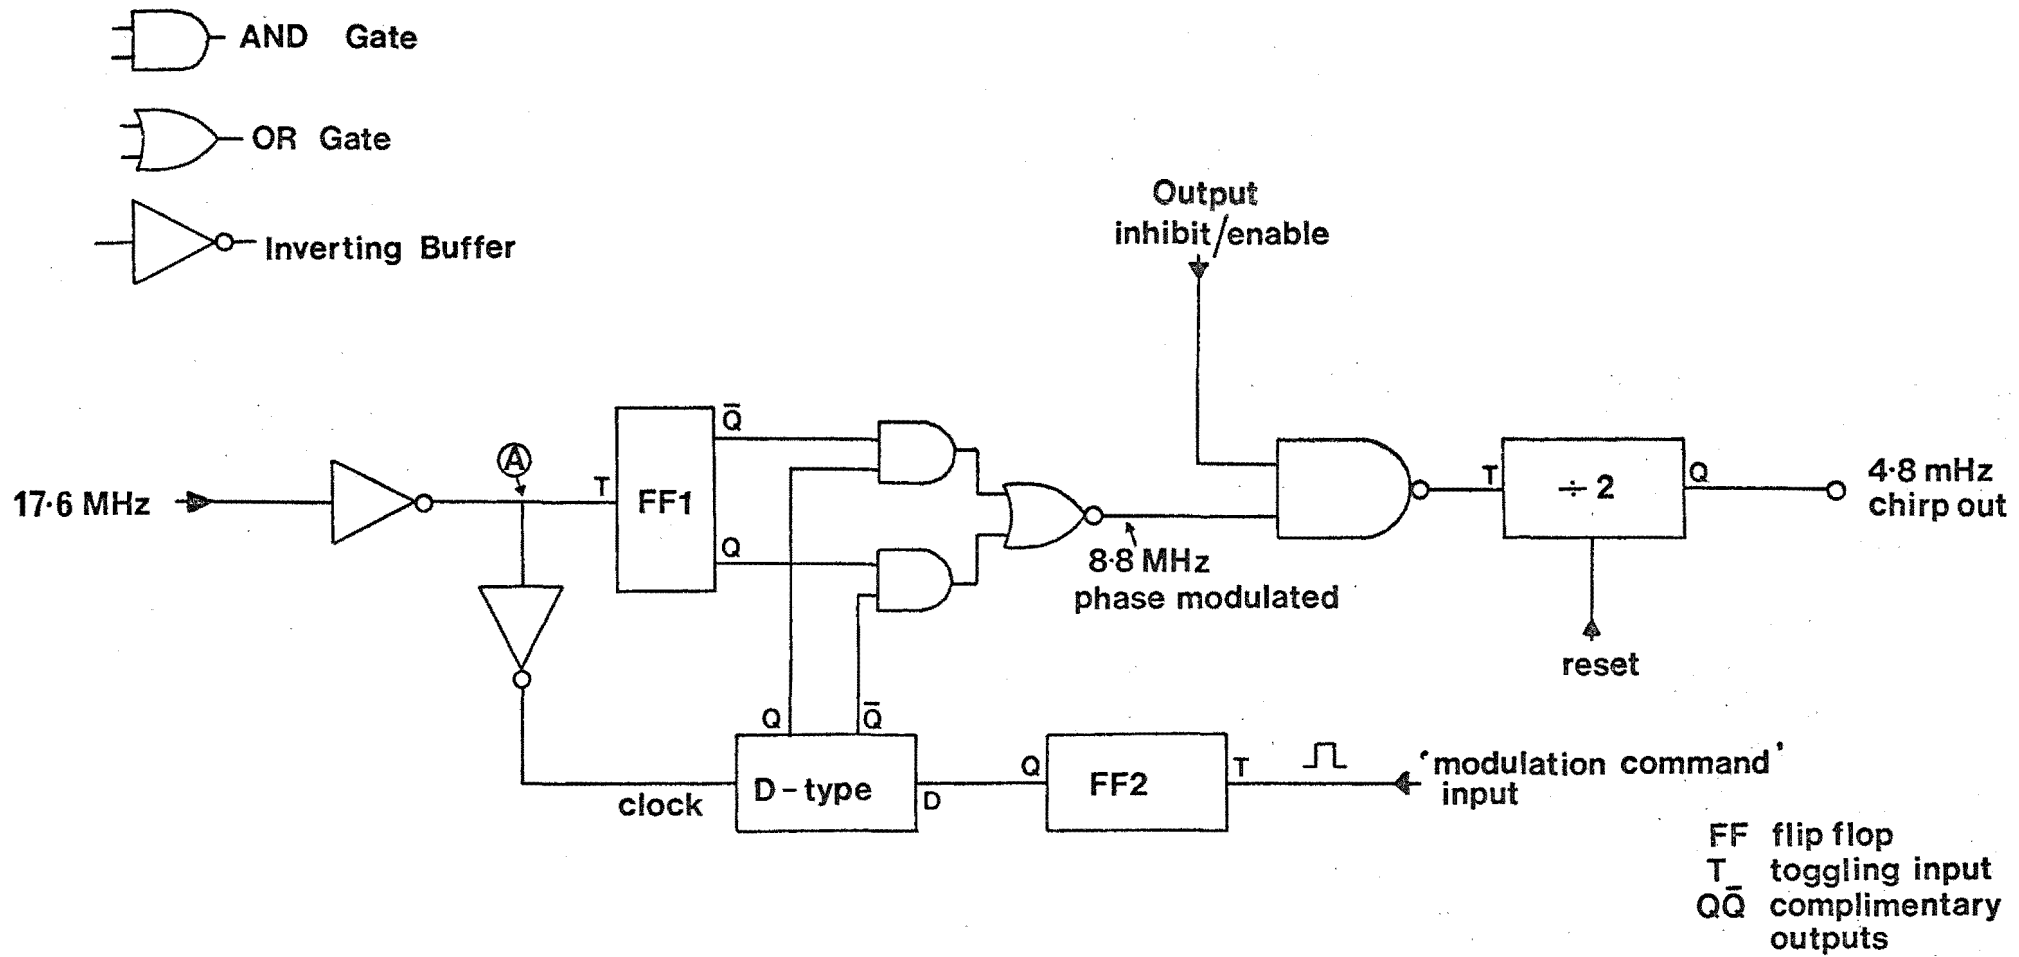 AND Gate
OR Gate
Inverting Buffer
Output
inhibit/enable
17·6 MHz
A
T
FF1
Q̅
Q
8·8 MHz
phase modulated
T
÷ 2
Q
4·8 mHz
chirp out
reset
Q
Q̅
clock
D-type
D
Q
FF2
T
‘modulation command’
input
FF flip flop
T toggling input
QQ̅ complimentary
outputs